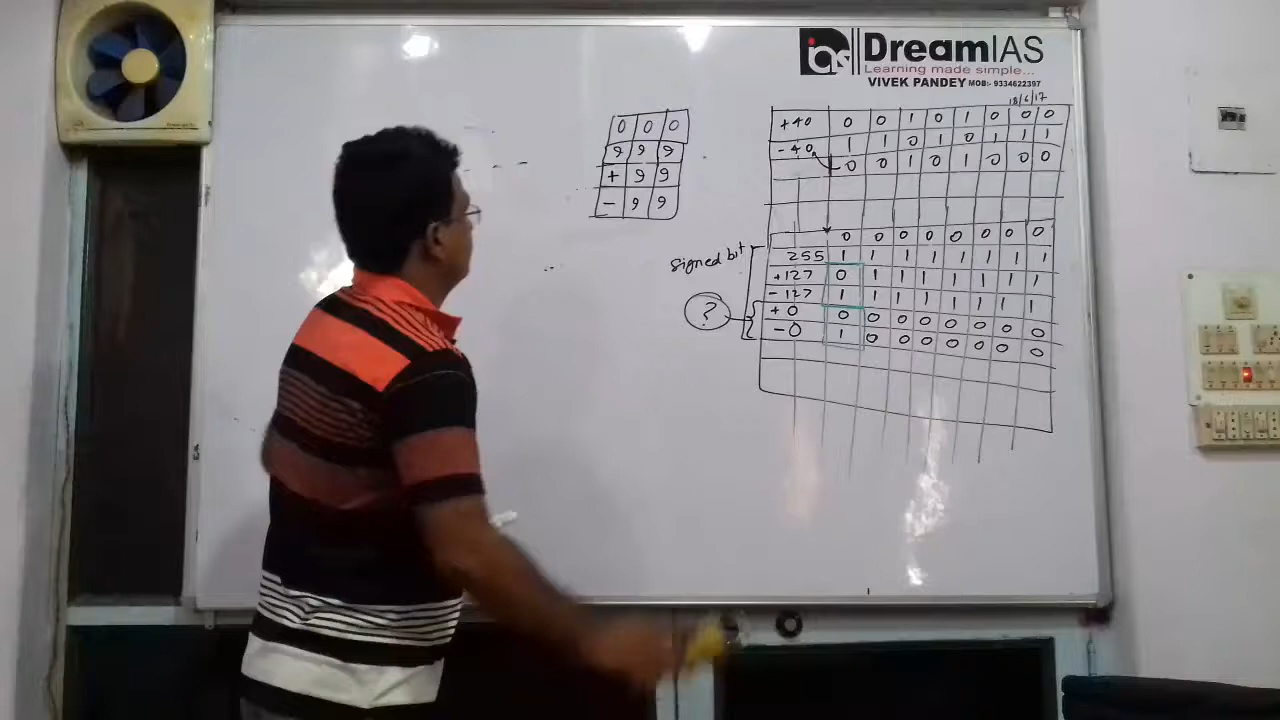 DreamIAS
Learning made simple...
VIVEK PANDEY MOB:- 9334622397
18/6/17
0 0 0
9 9 9
+ 9 9
- 9 9
+40 0 0 1 0 1 0 0 0
-40 1 1 0 1 0 1 1 1
0 0 1 0 1 0 0 0
0 0 0 0 0 0 0 0
255 1 1 1 1 1 1 1 1
signed bit
+127 0 1 1 1 1 1 1 1
-127 1 1 1 1 1 1 1 1
?
+0 0 0 0 0 0 0 0 0
-0 1 0 0 0 0 0 0 0